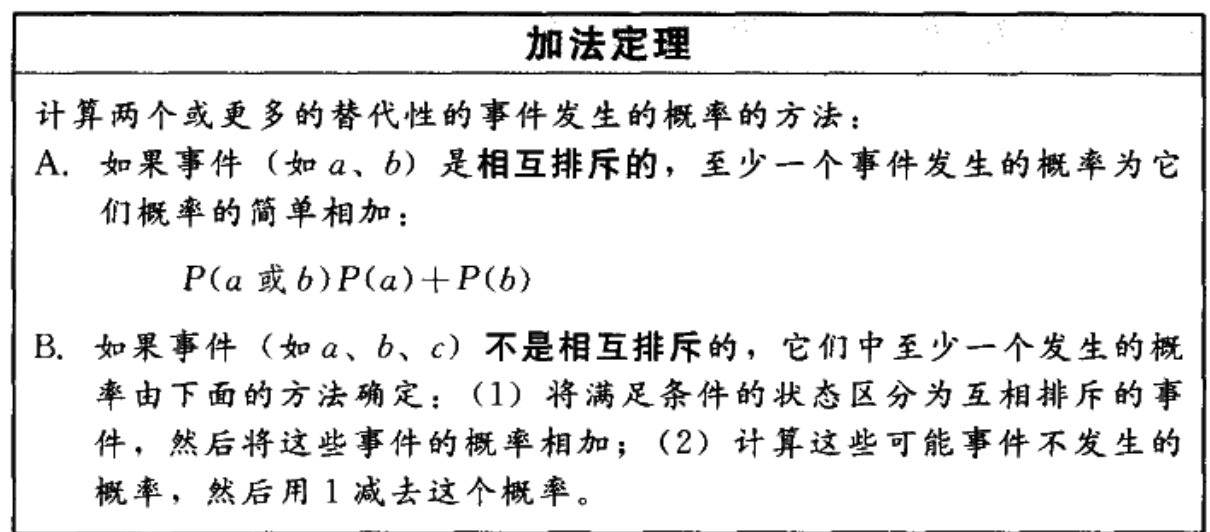 加法定理
计算两个或更多的替代性的事件发生的概率的方法：
A. 如果事件（如 a、b）是相互排斥的，至少一个事件发生的概率为它
们概率的简单相加：
P(a 或 b)P(a)+P(b)
B. 如果事件（如 a、b、c）不是相互排斥的，它们中至少一个发生的概
率由下面的方法确定：（1）将满足条件的状态区分为互相排斥的事
件，然后将这些事件的概率相加；（2）计算这些可能事件不发生的
概率，然后用 1 减去这个概率。